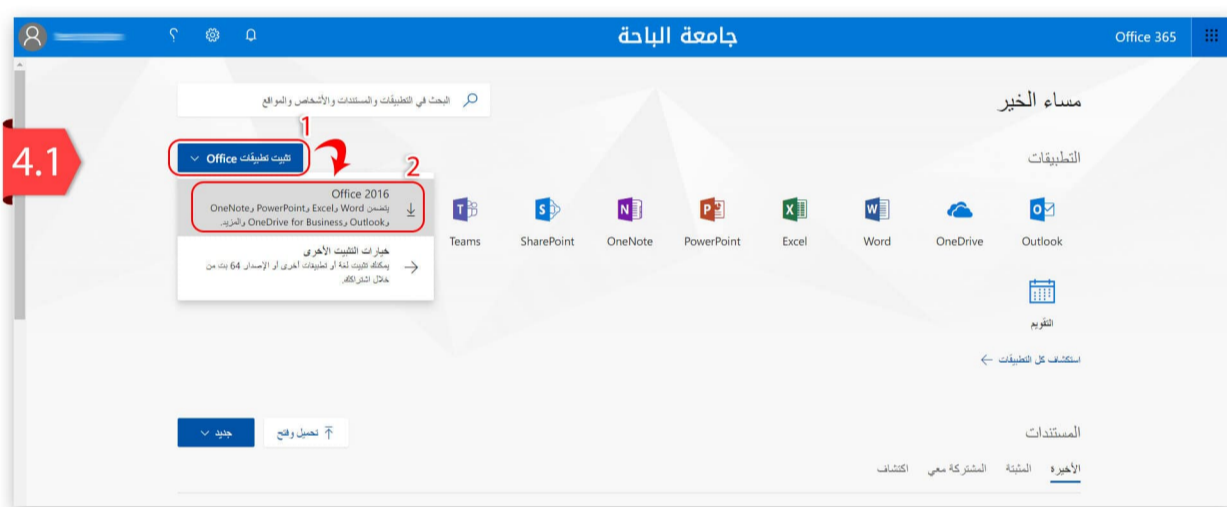 Office 365
جامعة الباحة
؟
مساء الخير
البحث في التطبيقات والمستندات والأشخاص والمواقع
4.1
التطبيقات
1
تثبيت تطبيقات Office
2
Office 2016
يتضمن Word وExcel وPowerPoint وOneNote
وOutlook وOneDrive for Business والمزيد.
خيارات التثبيت الأخرى
يمكنك تثبيت لغة أو تطبيقات أخرى أو الإصدار 64 بت من
خلال اشتراكك.
Outlook
OneDrive
Word
Excel
PowerPoint
OneNote
SharePoint
Teams
التقويم
استكشاف كل التطبيقات
المستندات
تحميل وفتح
جديد
الأخيرة المثبتة المشتركة معي اكتشاف